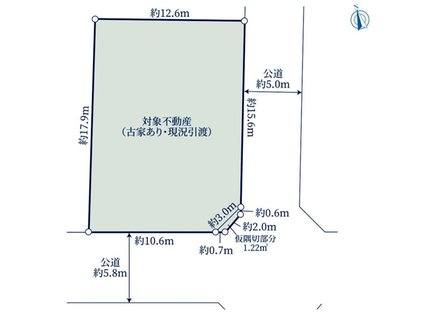 約12.6m
公道
約5.0m
約17.9m
対象不動産
（古家あり・現況引渡）
約15.6m
約3.0m
約0.6m
約2.0m
仮隅切部分
1.22㎡
約10.6m
約0.7m
公道
約5.8m